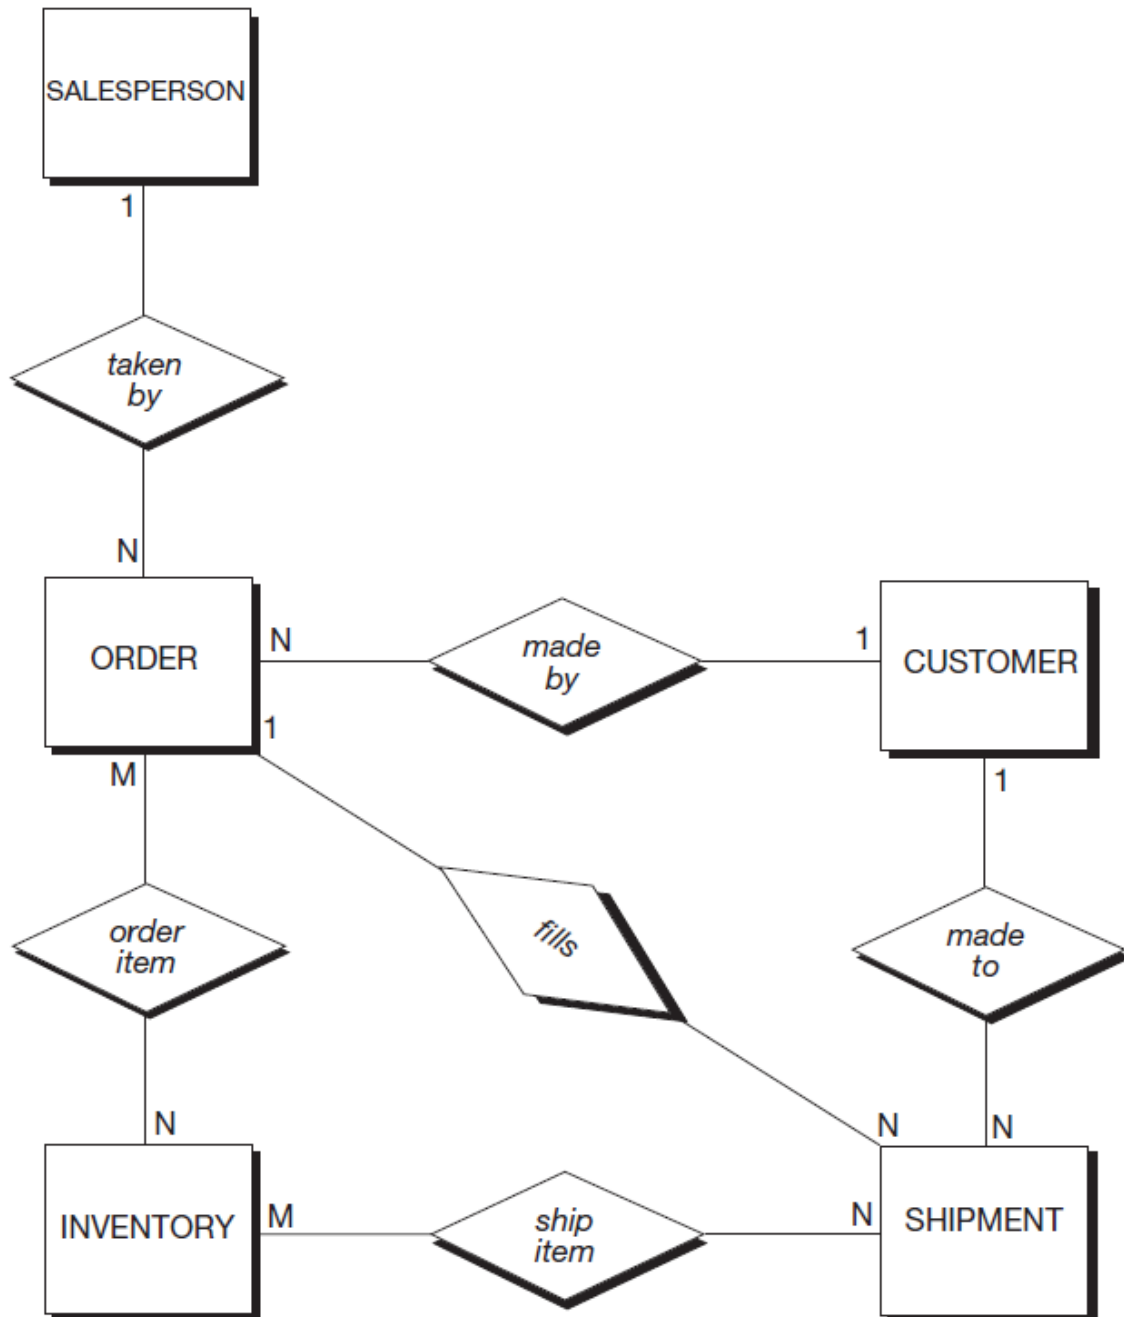 SALESPERSON
1
taken
by
N
ORDER
N
made
by
1
CUSTOMER
1
M
1
order
item
fills
made
to
N
N
N
INVENTORY
M
ship
item
N
SHIPMENT